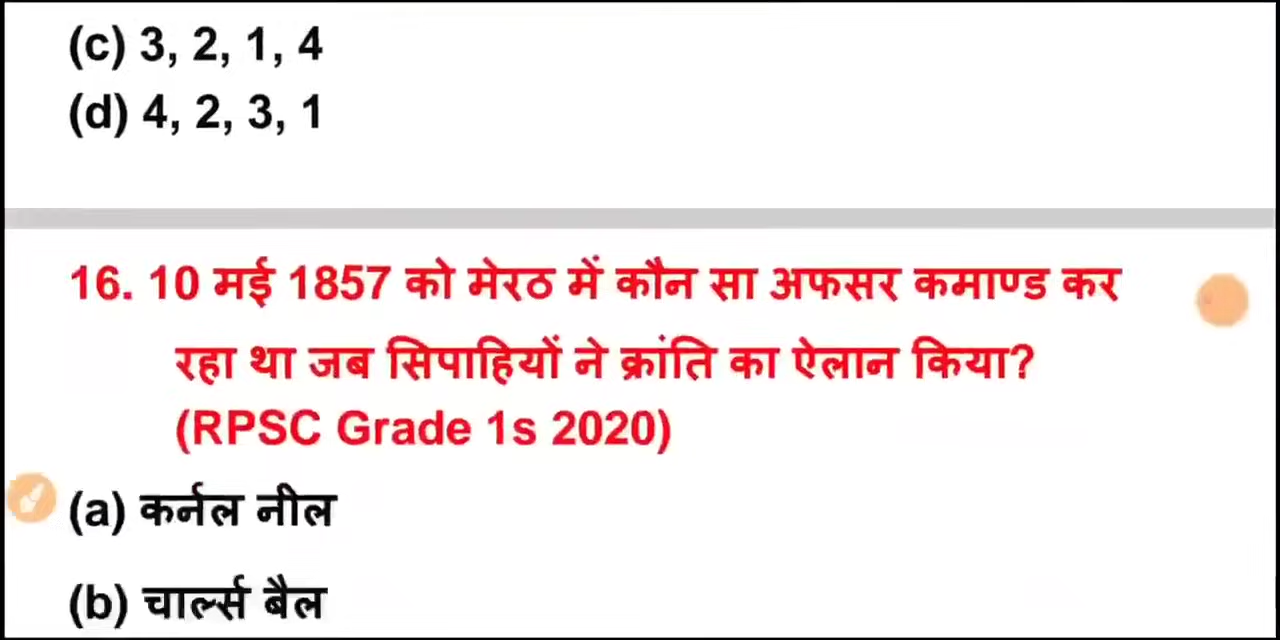 (c) 3, 2, 1, 4
(d) 4, 2, 3, 1
16. 10 मई 1857 को मेरठ में कौन सा अफसर कमाण्ड कर
रहा था जब सिपाहियों ने क्रांति का ऐलान किया?
(RPSC Grade 1s 2020)
(a) कर्नल नील
(b) चार्ल्स बैल